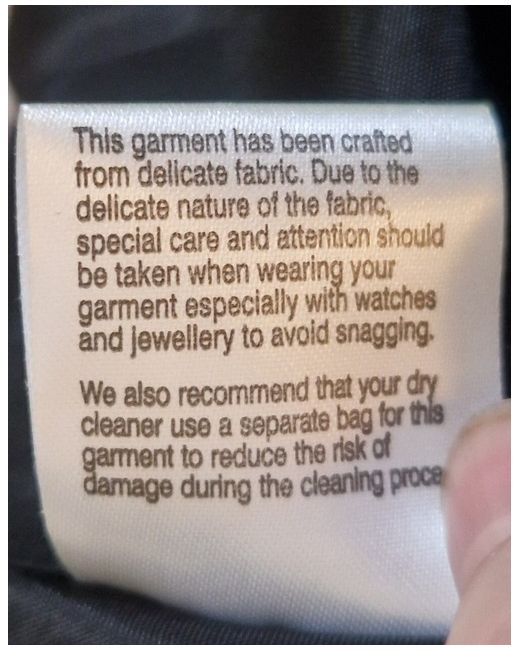 This garment has been crafted
from delicate fabric. Due to the
delicate nature of the fabric,
special care and attention should
be taken when wearing your
garment especially with watches
and jewellery to avoid snagging.
We also recommend that your dry
cleaner use a separate bag for this
garment to reduce the risk of
damage during the cleaning proce